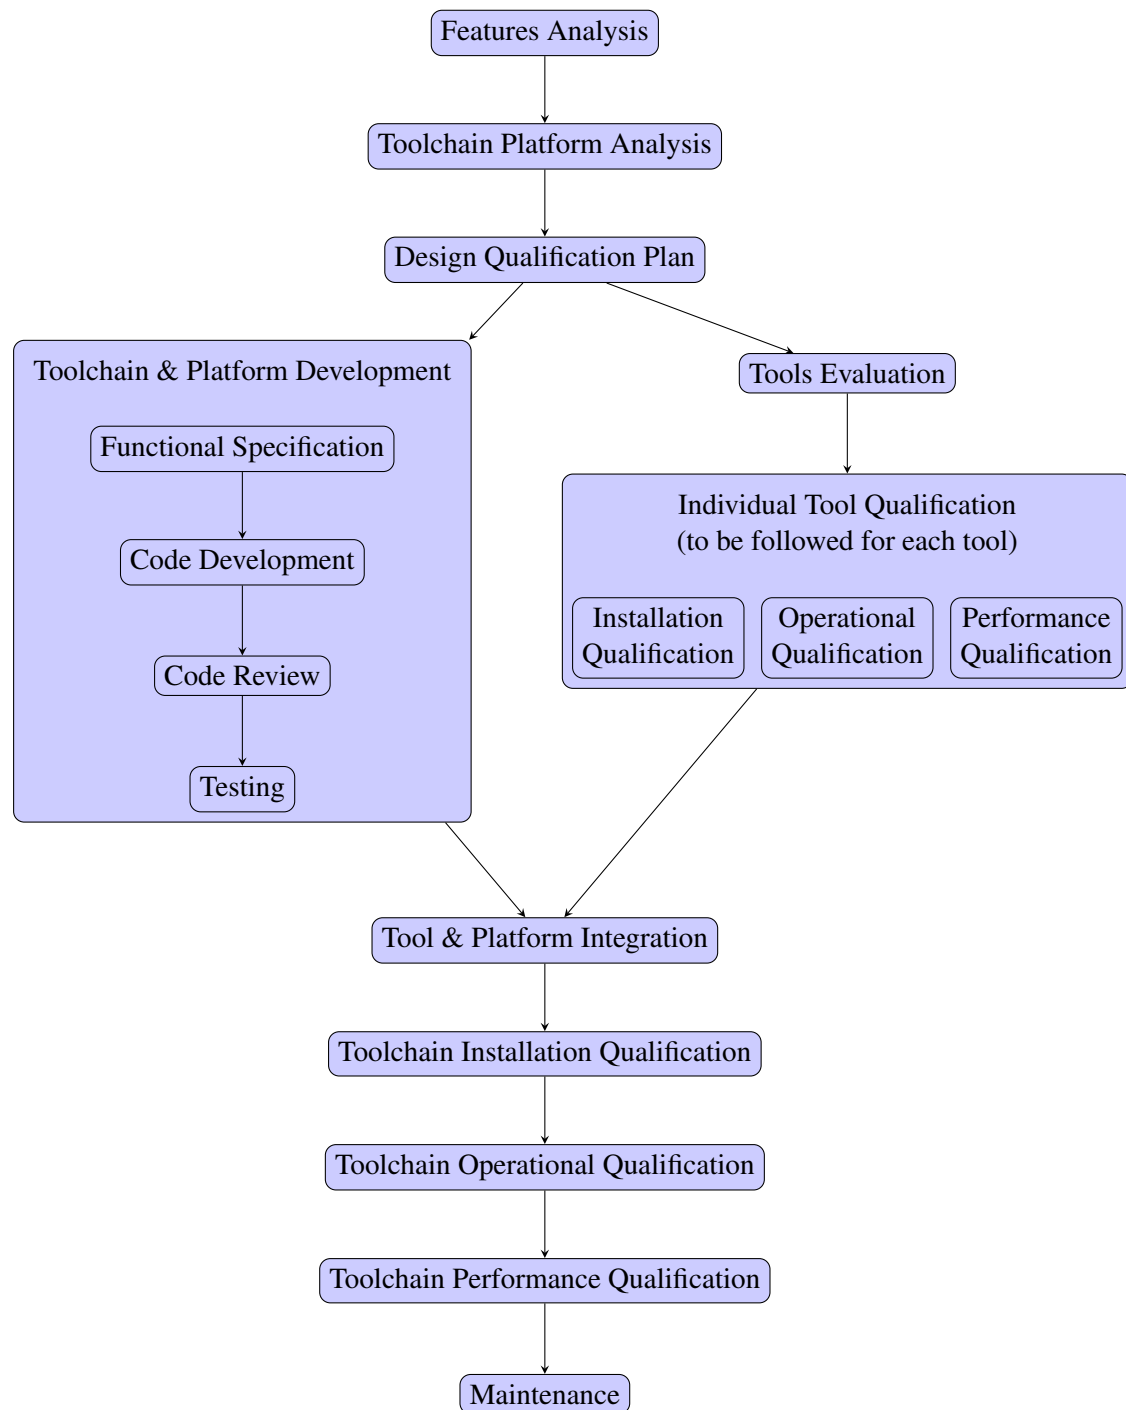 Features Analysis
Toolchain Platform Analysis
Design Qualification Plan
Toolchain & Platform Development
Functional Specification
Code Development
Code Review
Testing
Tools Evaluation
Individual Tool Qualification
(to be followed for each tool)
Installation
Qualification
Operational
Qualification
Performance
Qualification
Tool & Platform Integration
Toolchain Installation Qualification
Toolchain Operational Qualification
Toolchain Performance Qualification
Maintenance